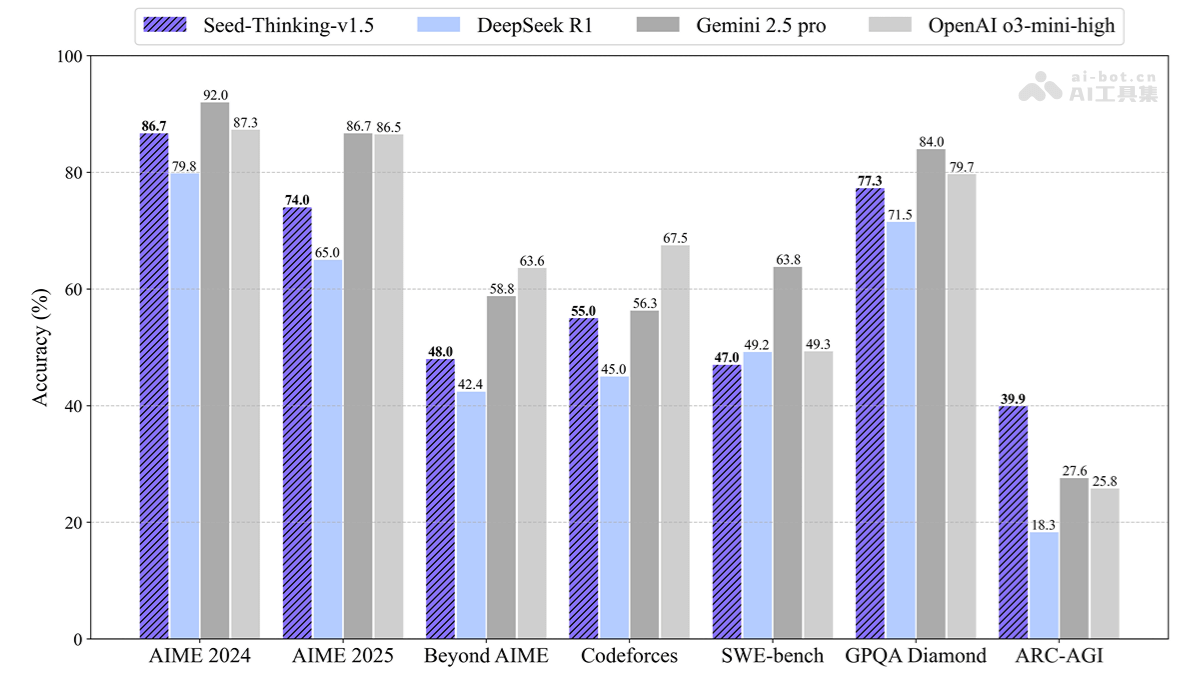 Seed-Thinking-v1.5 DeepSeek R1 Gemini 2.5 pro OpenAI o3-mini-high
ai-bot.cn
AI工具集
Accuracy (%)
100
80
60
40
20
0
86.7 79.8 92.0 87.3
74.0 65.0 86.7 86.5
48.0 42.4 58.8 63.6
55.0 45.0 56.3 67.5
47.0 49.2 63.8 49.3
77.3 71.5 84.0 79.7
39.9 18.3 27.6 25.8
AIME 2024 AIME 2025 Beyond AIME Codeforces SWE-bench GPQA Diamond ARC-AGI